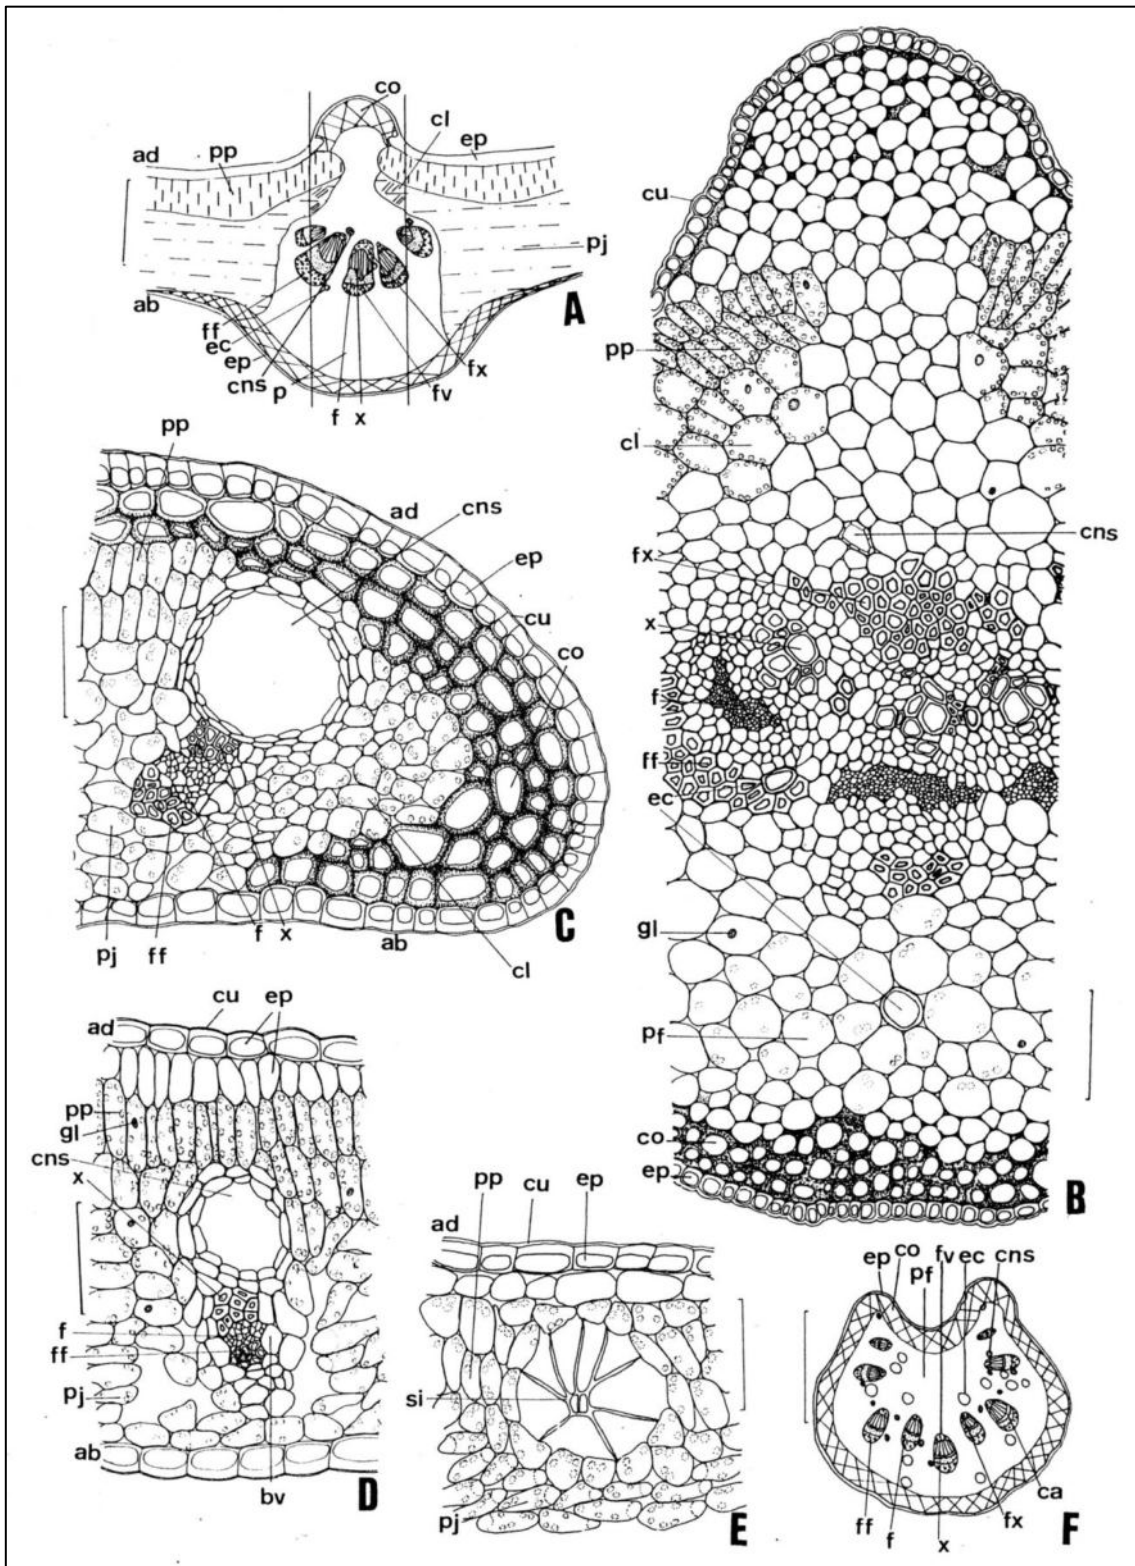 co
cl
ep
ad
pp
pj
ab
A
ff
ec
ep
cns
p
f
x
fv
fx
cu
pp
cl
cns
fx
x
f
ff
ec
gl
pf
co
ep
B
pp
ad
cns
ep
cu
co
C
pj
ff
f
x
ab
cl
cu
ep
ad
pp
gl
cns
x
f
ff
pj
ab
bv
D
pp
cu
ep
ad
si
pj
E
ep
co
pf
fv
ec
cns
ff
f
x
fx
ca
F